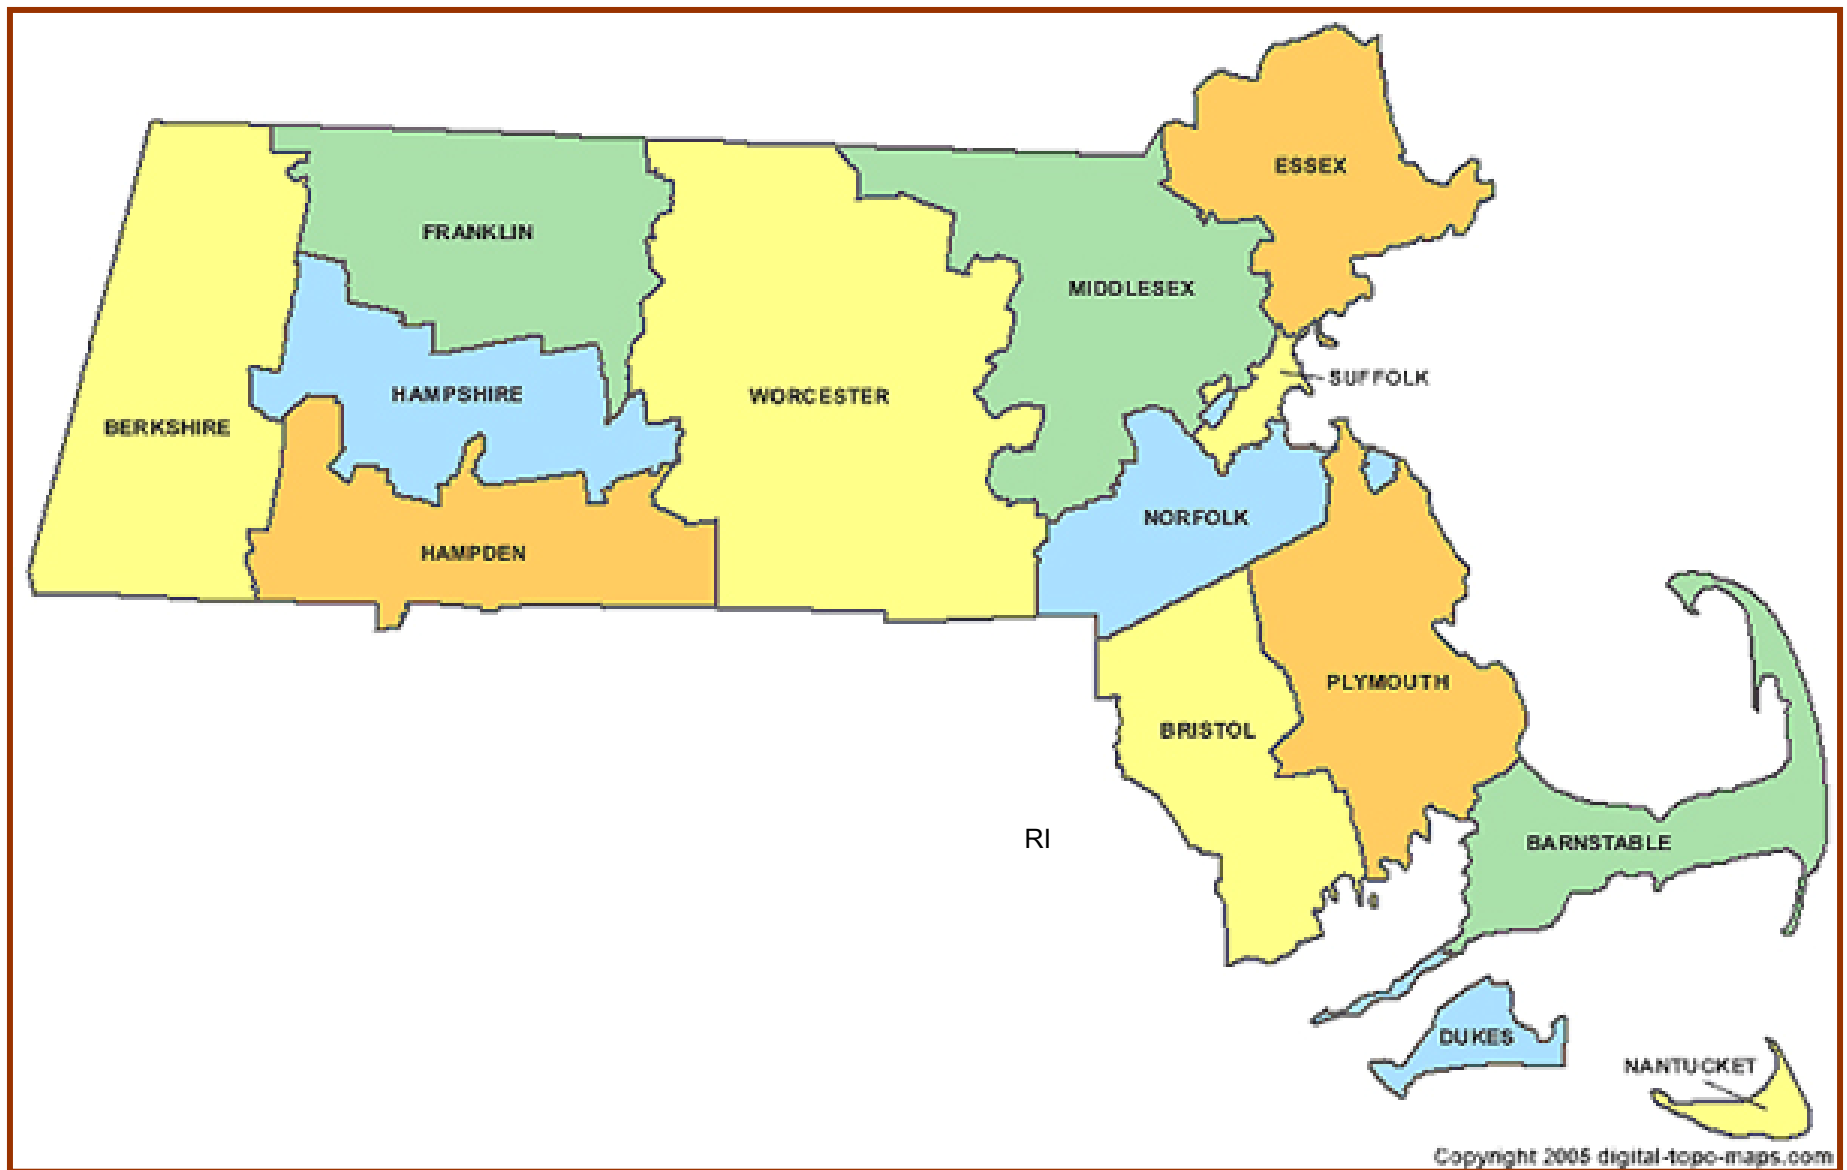 ESSEX
FRANKLIN
MIDDLESEX
SUFFOLK
HAMPSHIRE
WORCESTER
BERKSHIRE
NORFOLK
HAMPDEN
PLYMOUTH
BRISTOL
RI
BARNSTABLE
DUKES
NANTUCKET
Copyright 2005 digital-topo-maps.com